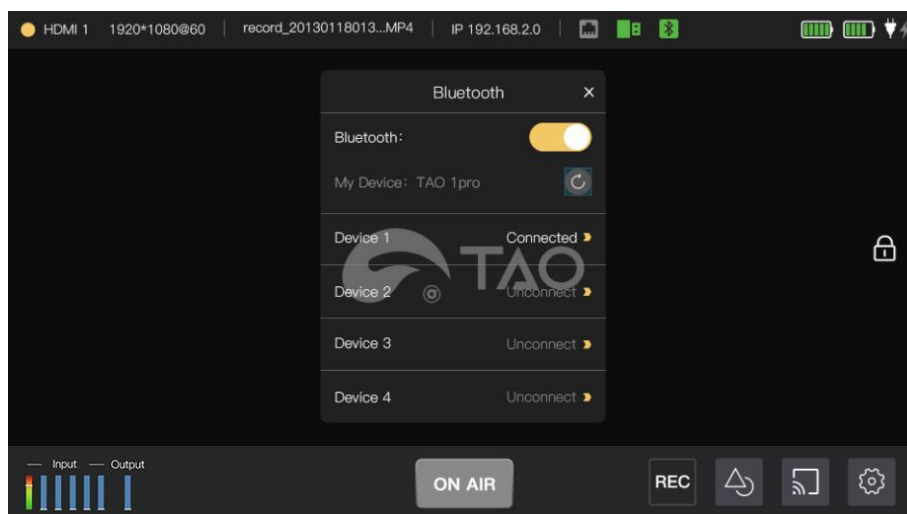 HDMI 1 1920*1080@60 record_20130118013...MP4 IP 192.168.2.0
Bluetooth ×
Bluetooth:
My Device: TAO 1pro
Device 1 Connected
TAO
Device 2 Unconnect
Device 3 Unconnect
Device 4 Unconnect
Input Output
ON AIR
REC